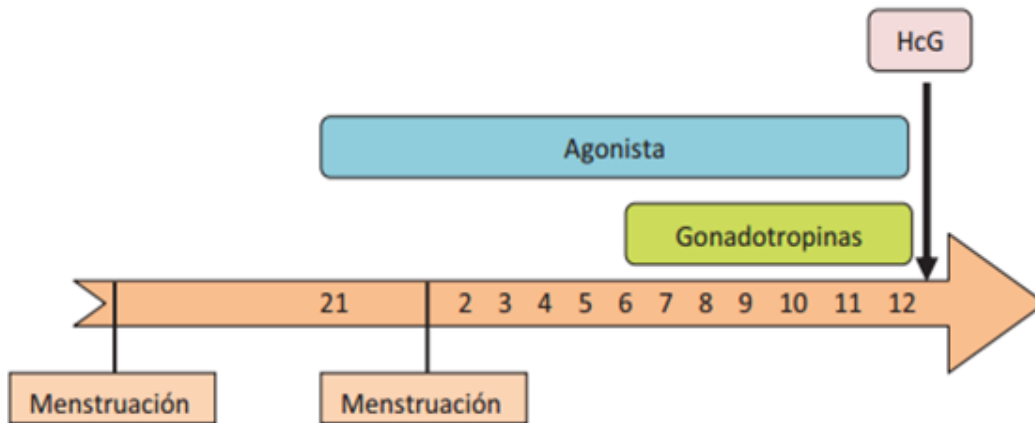 HcG
Agonista
Gonadotropinas
21 2 3 4 5 6 7 8 9 10 11 12
Menstruación Menstruación